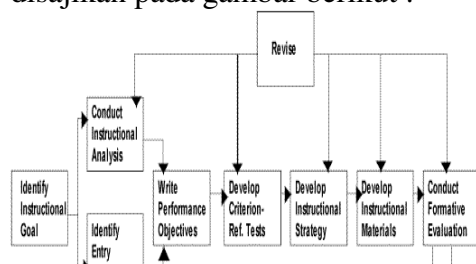 disajikan pada gambar berikut :
Revise
Conduct
Instructional
Analysis
Identify
Instructional
Goal
Write
Performance
Objectives
Develop
Criterion-
Ref. Tests
Develop
Instructional
Strategy
Develop
Instructional
Materials
Conduct
Formative
Evaluation
Identify
Entry